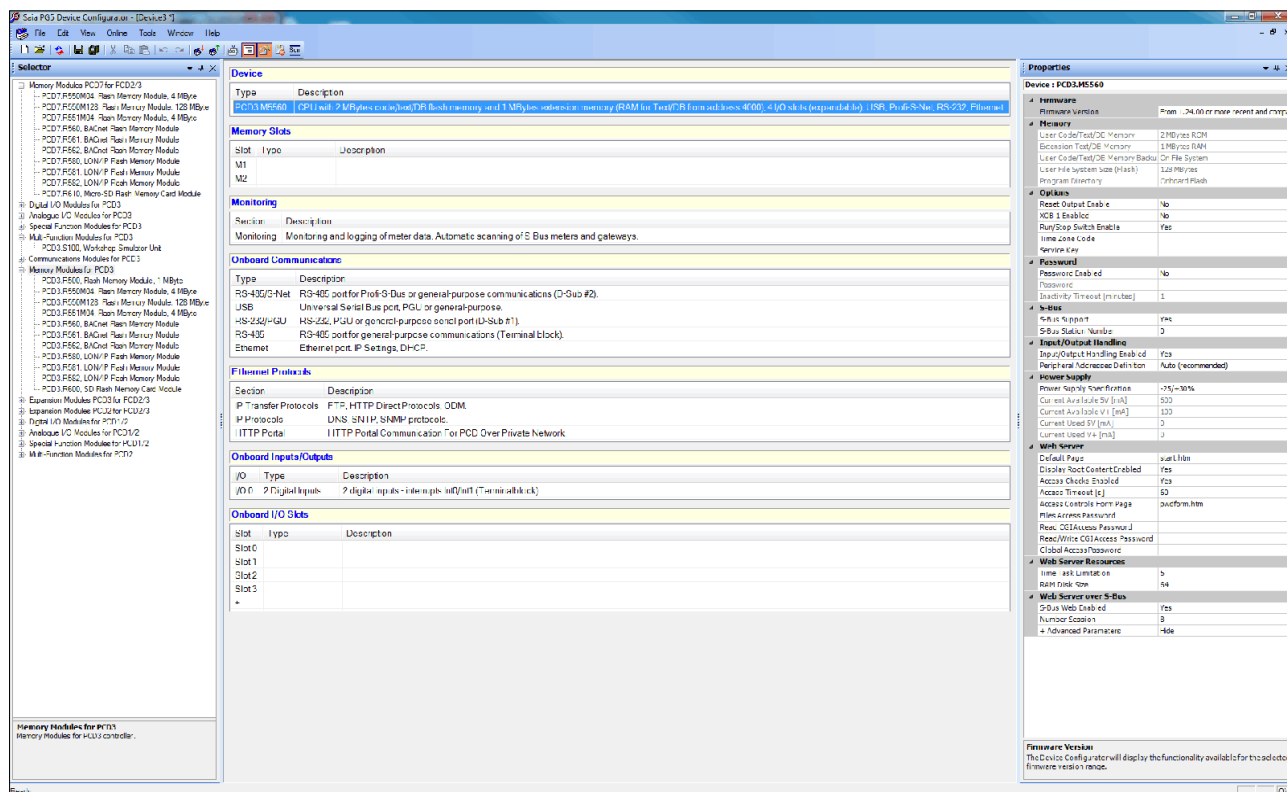 Saia PG5 Device Configurator - [Device3 *]
File Edit View Online Tools Window Help
Selector
Memory Modules PCD7 for PCD2/3
PCD7.R550M04 Flash Memory Module, 4 MByte
PCD7.R550M128 Flash Memory Module, 128 MByte
PCD7.R551M04 Flash Memory Module, 4 MByte
PCD7.R560, BACnet Flash Memory Module
PCD7.R561, BACnet Flash Memory Module
PCD7.R562, BACnet Flash Memory Module
PCD7.R580, LON/IP Flash Memory Module
PCD7.R581, LON/IP Flash Memory Module
PCD7.R582, LON/IP Flash Memory Module
PCD7.R610, Micro-SD Flash Memory Card Module
Digital I/O Modules for PCD3
Analogue I/O Modules for PCD3
Special Function Modules for PCD3
Multi-Function Modules for PCD3
PCD3.S100, Workshop Simulator Unit
Communications Modules for PCD3
Memory Modules for PCD3
PCD3.R500, Flash Memory Module, 1 MByte
PCD3.R550M04 Flash Memory Module, 4 MByte
PCD3.R550M128 Flash Memory Module, 128 MByte
PCD3.R551M04 Flash Memory Module, 4 MByte
PCD3.R560, BACnet Flash Memory Module
PCD3.R561, BACnet Flash Memory Module
PCD3.R562, BACnet Flash Memory Module
PCD3.R580, LON/IP Flash Memory Module
PCD3.R581, LON/IP Flash Memory Module
PCD3.R582, LON/IP Flash Memory Module
PCD3.R600, SD Flash Memory Card Module
Expansion Modules PCD3 for PCD2/3
Expansion Modules PCD2 for PCD2/3
Digital I/O Modules for PCD1/2
Analogue I/O Modules for PCD1/2
Special Function Modules for PCD1/2
Multi-Function Modules for PCD2
Memory Modules for PCD3
Memory Modules for PCD3 controller.
Device
Type Description
PCD3.M5560 CPU with 2 MBytes code/text/DB flash memory and 1 MBytes extension memory (RAM for Text/DB from address 4000), 4 I/O slots (expandable), USB, Profi-S-Net, RS-232, Ethernet
Memory Slots
Slot Type Description
M1
M2
Monitoring
Section Description
Monitoring Monitoring and logging of meter data. Automatic scanning of S-Bus meters and gateways.
Onboard Communications
Type Description
RS-485/S-Net RS-485 port for Profi-S-Bus or general-purpose communications (D-Sub #2).
USB Universal Serial Bus port, PGU or general-purpose.
RS-232/PGU RS-232, PGU or general-purpose serial port (D-Sub #1).
RS-485 RS-485 port for general-purpose communications (Terminal block).
Ethernet Ethernet port. IP Settings, DHCP.
Ethernet Protocols
Section Description
IP Transfer Protocols FTP, HTTP Direct Protocols, ODM.
IP Protocols DNS, SNTP, SNMP protocols.
HTTP Portal HTTP Portal Communication For PCD Over Private Network
Onboard Inputs/Outputs
I/O Type Description
I/O 0 2 Digital Inputs 2 digital inputs - interrupts Int0/Int1 (Terminalblock)
Onboard I/O Slots
Slot Type Description
Slot 0
Slot 1
Slot 2
Slot 3
+
Properties
Device : PCD3.M5560
Firmware
Firmware Version From 1.24.00 or more recent and compa
Memory
User Code/Text/DB Memory 2 MBytes ROM
Extension Text/DB Memory 1 MBytes RAM
User Code/Text/DB Memory Backu On File System
User File System Size (Flash) 128 MBytes
Program Directory Onboard Flash
Options
Reset Output Enable No
XOB 1 Enabled No
Run/Stop Switch Enable Yes
Time Zone Code
Service Key
Password
Password Enabled No
Password
Inactivity Timeout [minutes] 1
S-Bus
S-Bus Support Yes
S-Bus Station Number 0
Input/Output Handling
Input/Output Handling Enabled Yes
Peripheral Addresses Definition Auto (recommended)
Power Supply
Power Supply Specification -25/+30%
Current Available 5V [mA] 600
Current Available V+ [mA] 100
Current Used 5V [mA] 0
Current Used V+ [mA] 0
Web Server
Default Page start.htm
Display Root Content Enabled Yes
Access Checks Enabled Yes
Access Timeout [s] 60
Access Controls Form Page pwdform.htm
Files Access Password
Read CGI Access Password
Read/Write CGI Access Password
Global Access Password
Web Server Resources
Time Task Limitation 5
RAM Disk Size 64
Web Server over S-Bus
S-Bus Web Enabled Yes
Number Session 8
+ Advanced Parameters Hide
Firmware Version
The Device Configurator will display the functionality available for the selecte
firmware version range.